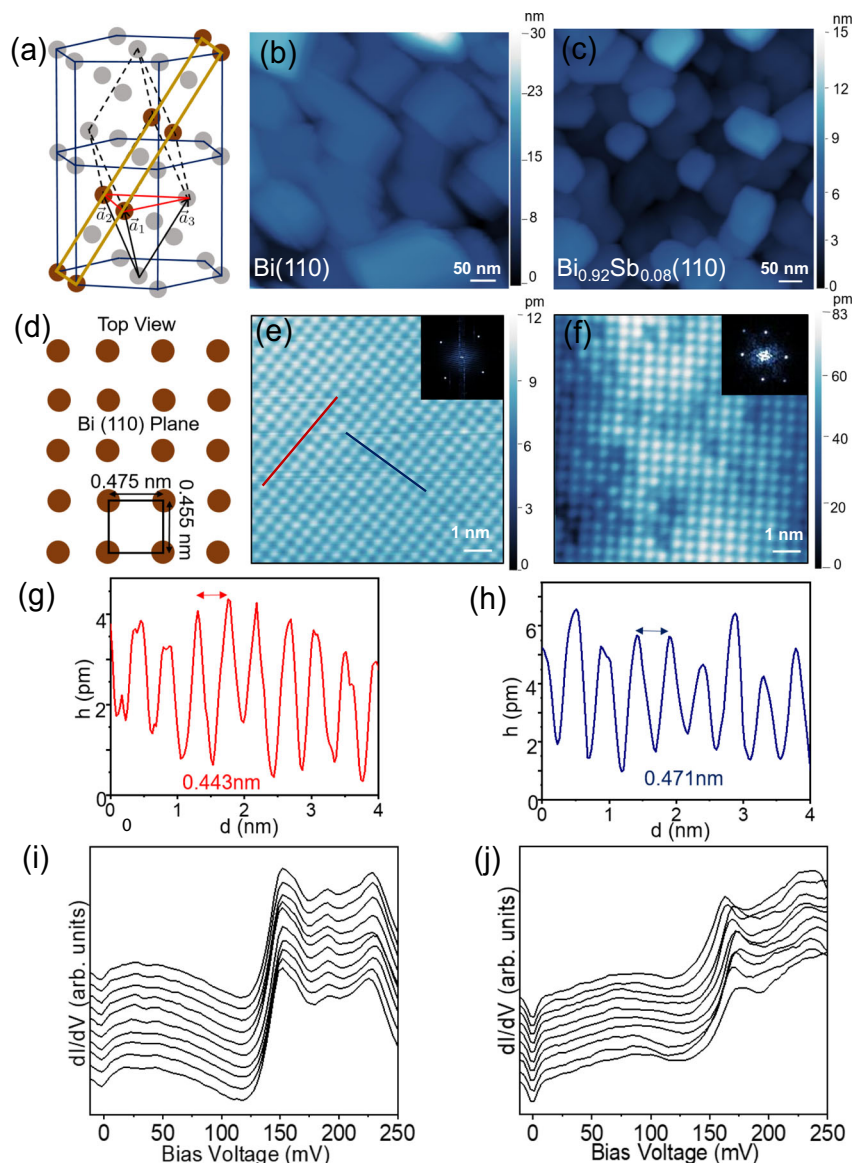 (a)
a₂
a₁
a₃
(b)
Bi(110)
50 nm
nm
30
23
15
8
0
(c)
Bi0.92Sb0.08(110)
50 nm
nm
15
12
9
6
3
0
(d)
Top View
Bi (110) Plane
0.475 nm
0.455 nm
(e)
1 nm
pm
12
9
6
3
0
(f)
1 nm
pm
83
60
40
20
0
(g)
h (pm)
4
2
0
0.443nm
0 1 2 3 4
d (nm)
0
(h)
h (pm)
6
4
2
0
0.471nm
0 1 2 3 4
d (nm)
(i)
dI/dV (arb. units)
0 50 100 150 200 250
Bias Voltage (mV)
(j)
dI/dV (arb. units)
0 50 100 150 200 250
Bias Voltage (mV)